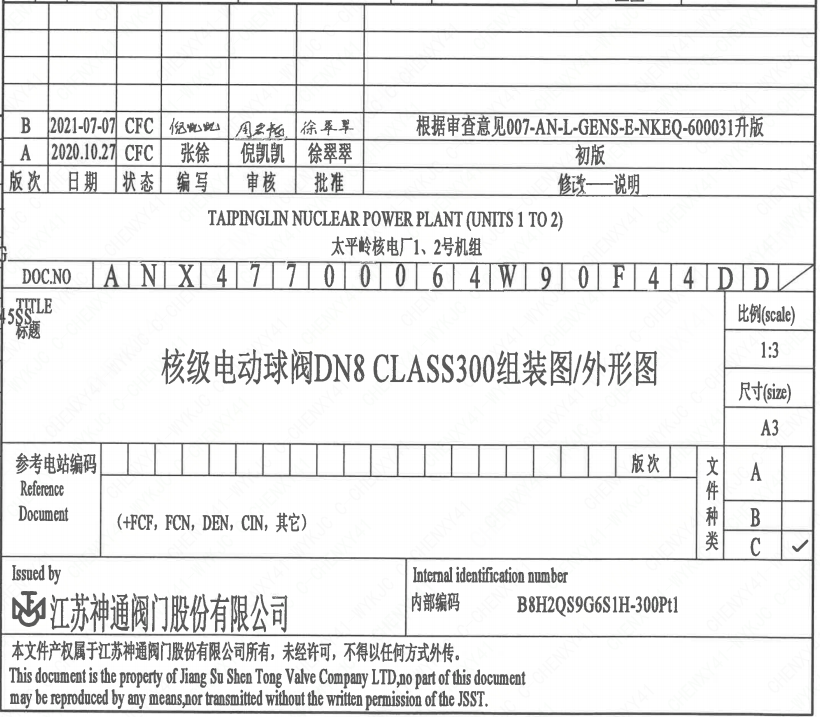 B 2021-07-07 CFC 徐翠翠 根据审查意见007-AN-L-GENS-E-NKEQ-600031升版
A 2020.10.27 CFC 张徐 倪凯凯 徐翠翠 初版
版次 日期 状态 编写 审核 批准 修改——说明
TAIPINGLIN NUCLEAR POWER PLANT (UNITS 1 TO 2)
太平岭核电厂1、2号机组
G
DOC.NO A N X 4 7 7 0 0 0 6 4 W 9 0 F 4 4 D D
45SS
TITLE
标题
核级电动球阀DN8 CLASS300组装图/外形图
比例(scale)
1:3
尺寸(size)
A3
参考电站编码
Reference
Document
版次
(+FCF, FCN, DEN, CIN, 其它)
文件种类
A
B
C ✓
Issued by
江苏神通阀门股份有限公司
Internal identification number
内部编码 B8H2QS9G6S1H-300Pt1
本文件产权属于江苏神通阀门股份有限公司所有，未经许可，不得以任何方式外传。
This document is the property of Jiang Su Shen Tong Valve Company LTD,no part of this document
may be reproduced by any means,nor transmitted without the written permission of the JSST.